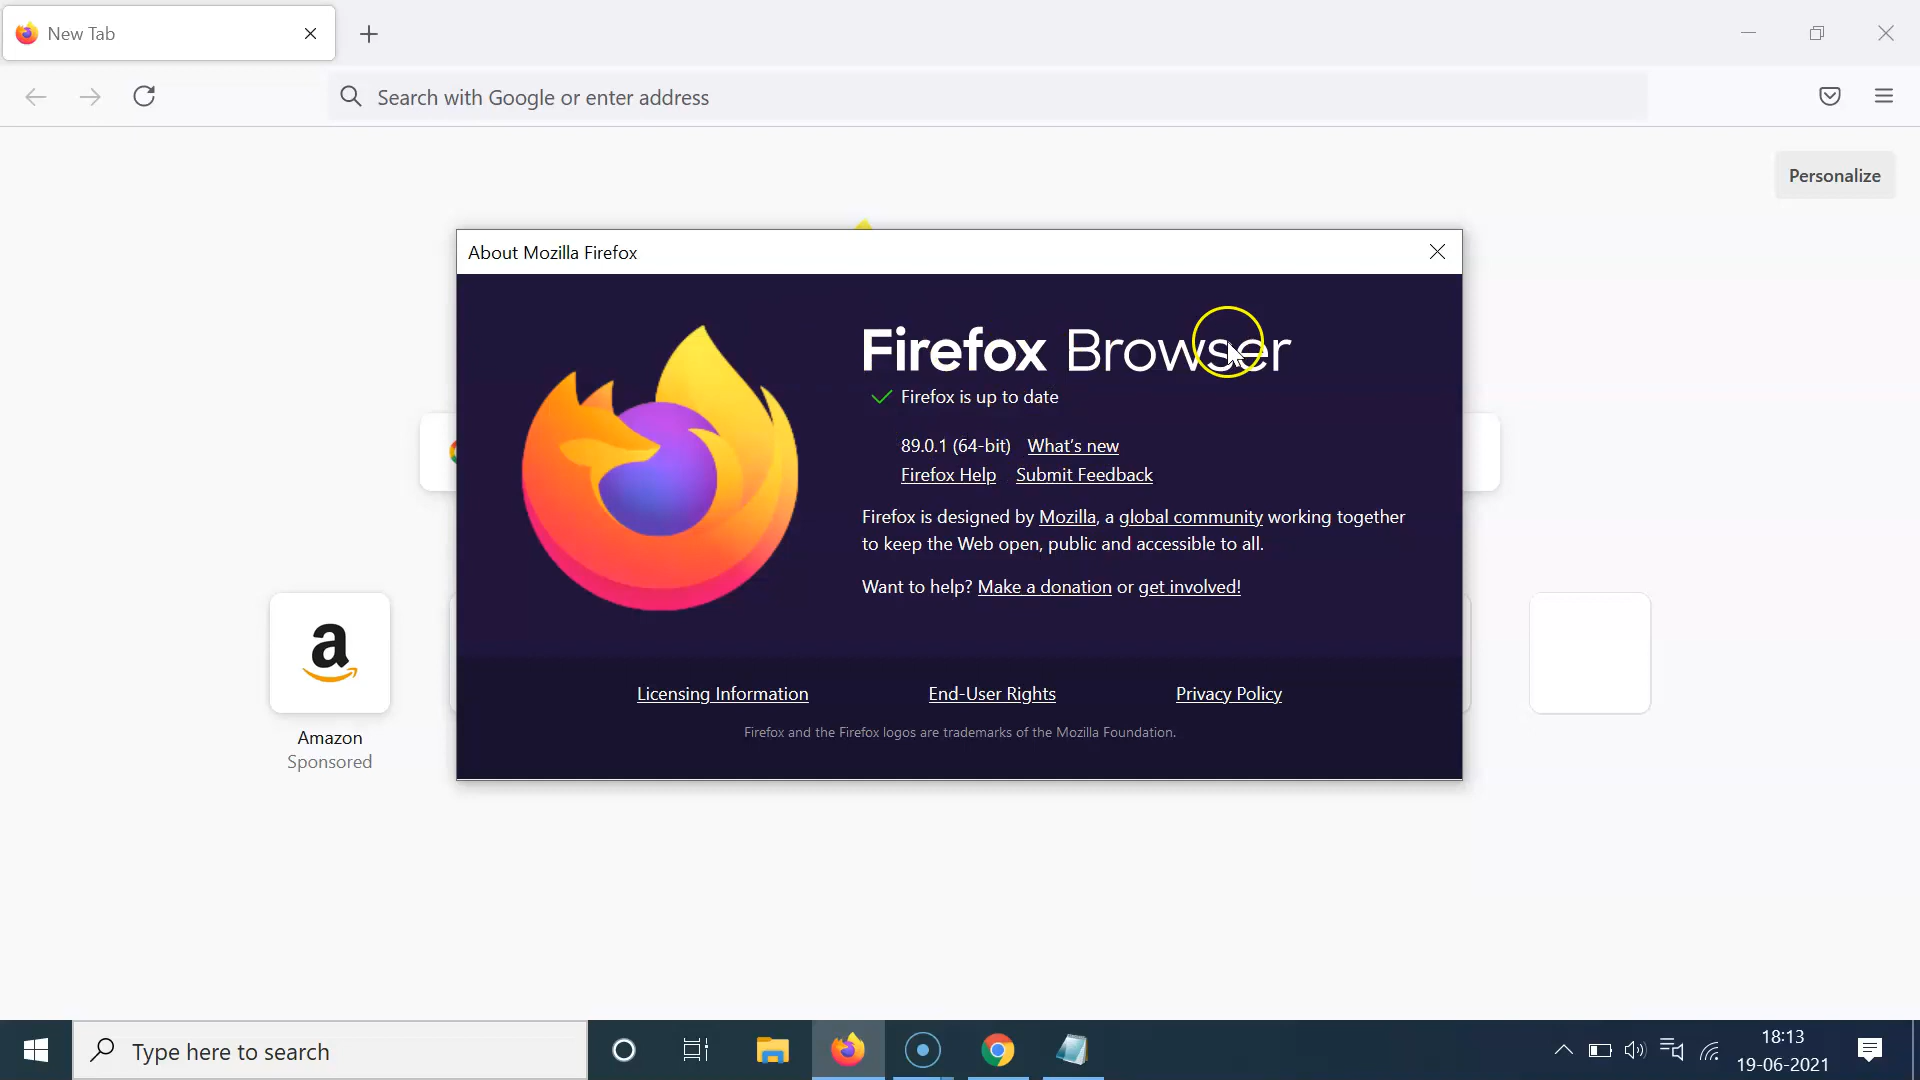 New Tab
Search with Google or enter address
Personalize
About Mozilla Firefox
Firefox Browser
Firefox is up to date
89.0.1 (64-bit) What's new
Firefox Help Submit Feedback
Firefox is designed by Mozilla, a global community working together
to keep the Web open, public and accessible to all.
Want to help? Make a donation or get involved!
Licensing Information End-User Rights Privacy Policy
Firefox and the Firefox logos are trademarks of the Mozilla Foundation.
a
Amazon
Sponsored
Type here to search
18:13
19-06-2021